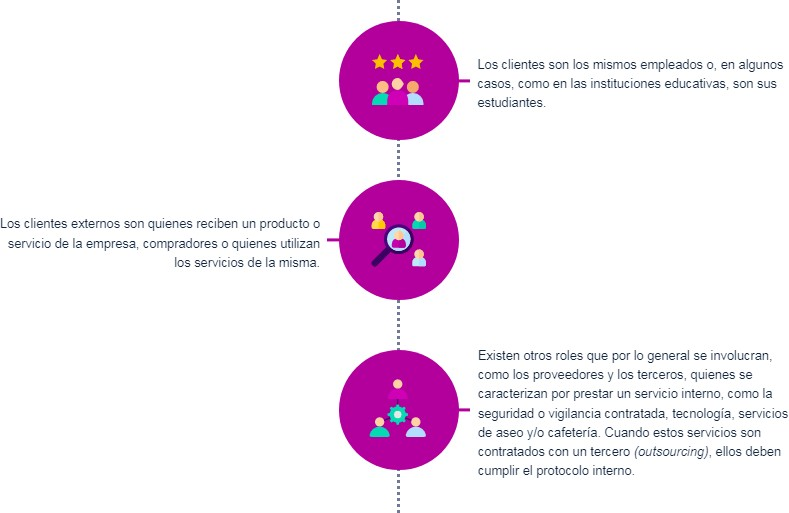 Los clientes son los mismos empleados o, en algunos
casos, como en las instituciones educativas, son sus
estudiantes.
Los clientes externos son quienes reciben un producto o
servicio de la empresa, compradores o quienes utilizan
los servicios de la misma.
Existen otros roles que por lo general se involucran,
como los proveedores y los terceros, quienes se
caracterizan por prestar un servicio interno, como la
seguridad o vigilancia contratada, tecnología, servicios
de aseo y/o cafetería. Cuando estos servicios son
contratados con un tercero (outsourcing), ellos deben
cumplir el protocolo interno.